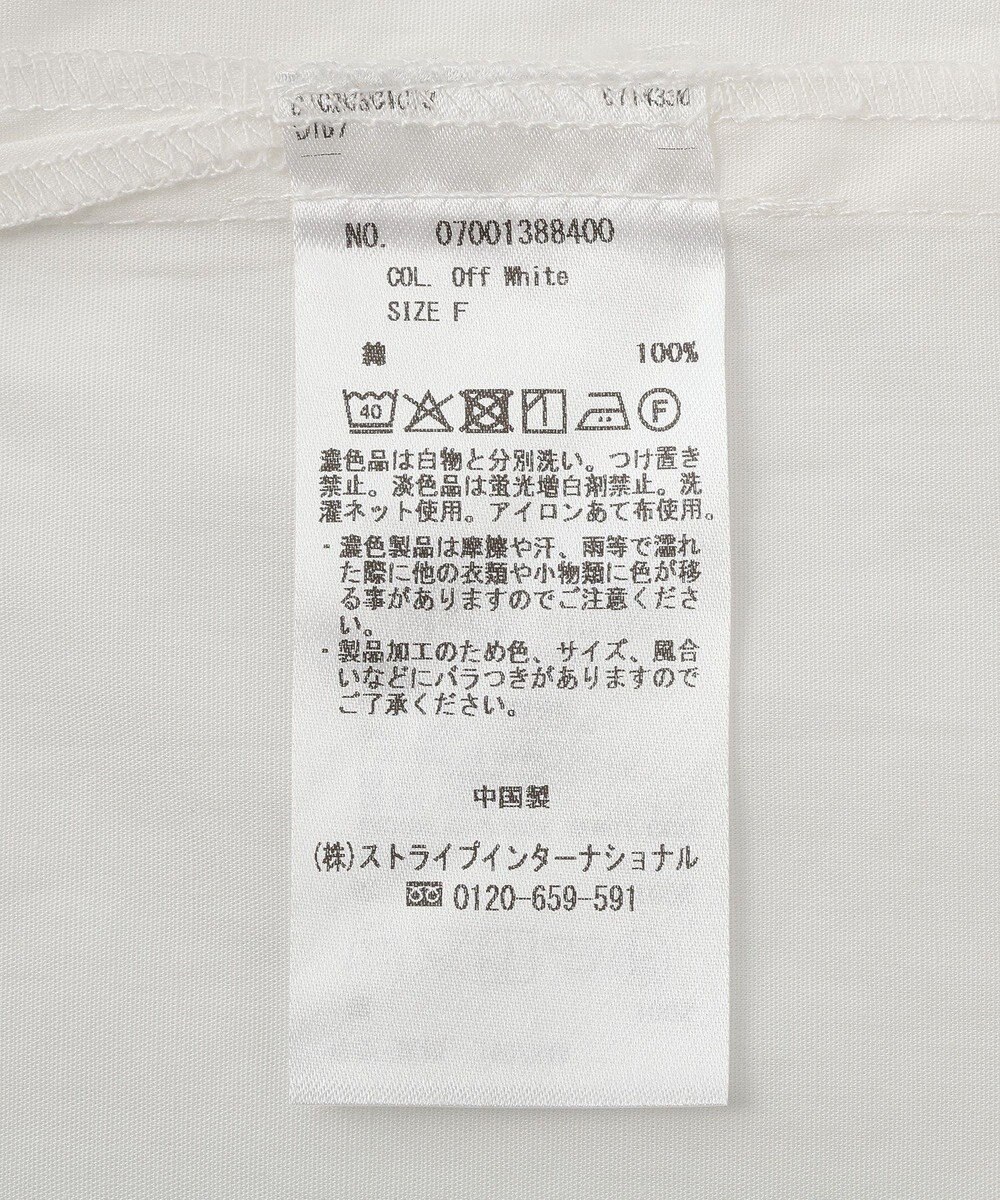 NO. 07001388400
COL. Off White
SIZE F
綿 100%
40
F
濃色品は白物と分別洗い。つけ置き
禁止。淡色品は蛍光増白剤禁止。洗
濯ネット使用。アイロンあて布使用。
・濃色製品は摩擦や汗、雨等で濡れ
た際に他の衣類や小物類に色が移
る事がありますのでご注意くださ
い。
・製品加工のため色、サイズ、風合
いなどにバラつきがありますので
ご了承ください。
中国製
(株)ストライプインターナショナル
0120-659-591